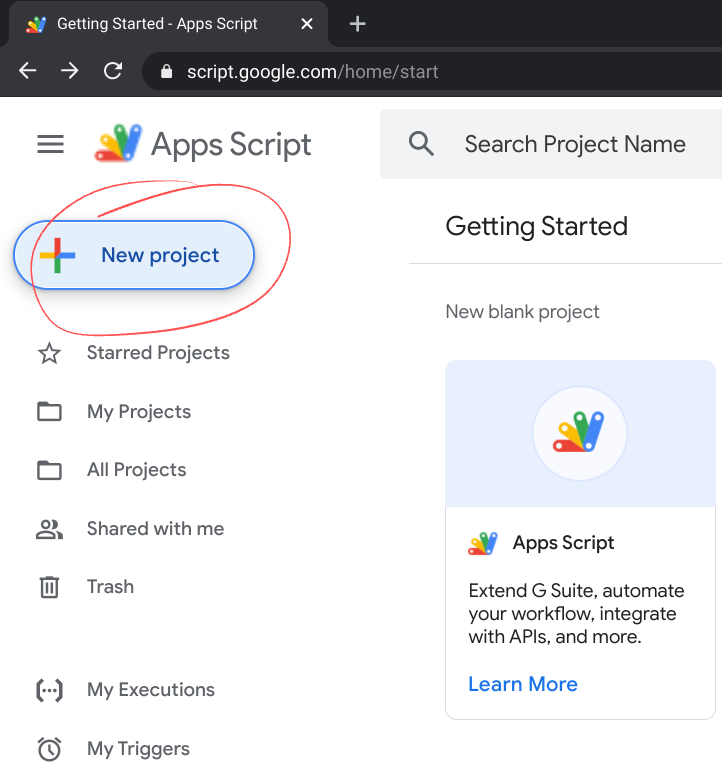 Getting Started - Apps Script
script.google.com/home/start
Apps Script
Search Project Name
New project
Starred Projects
My Projects
All Projects
Shared with me
Trash
My Executions
My Triggers
Getting Started
New blank project
Apps Script
Extend G Suite, automate
your workflow, integrate
with APIs, and more.
Learn More